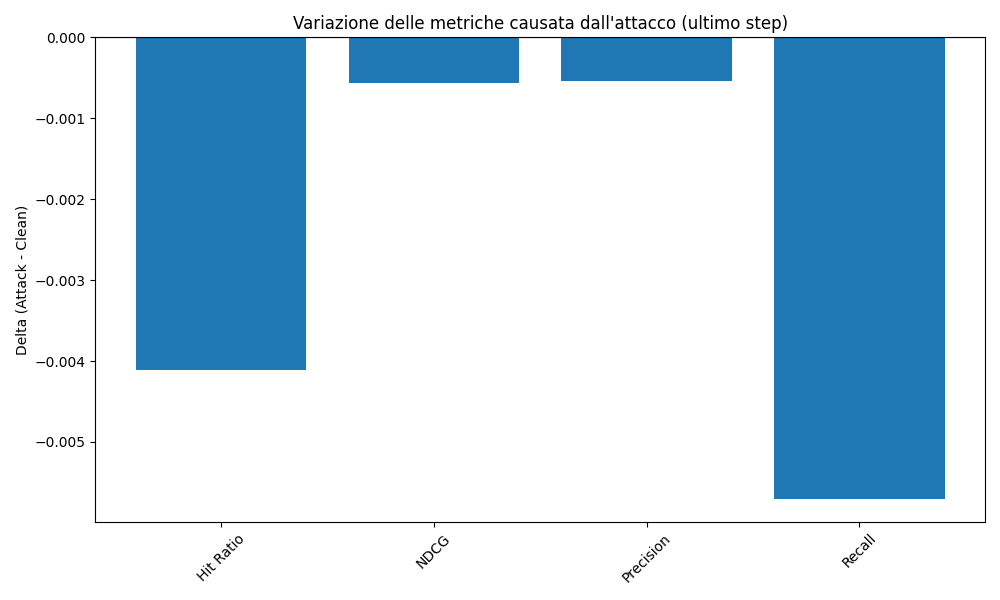 Variazione delle metriche causata dall'attacco (ultimo step)
Delta (Attack - Clean)
0.000
−0.001
−0.002
−0.003
−0.004
−0.005
Hit Ratio
NDCG
Precision
Recall